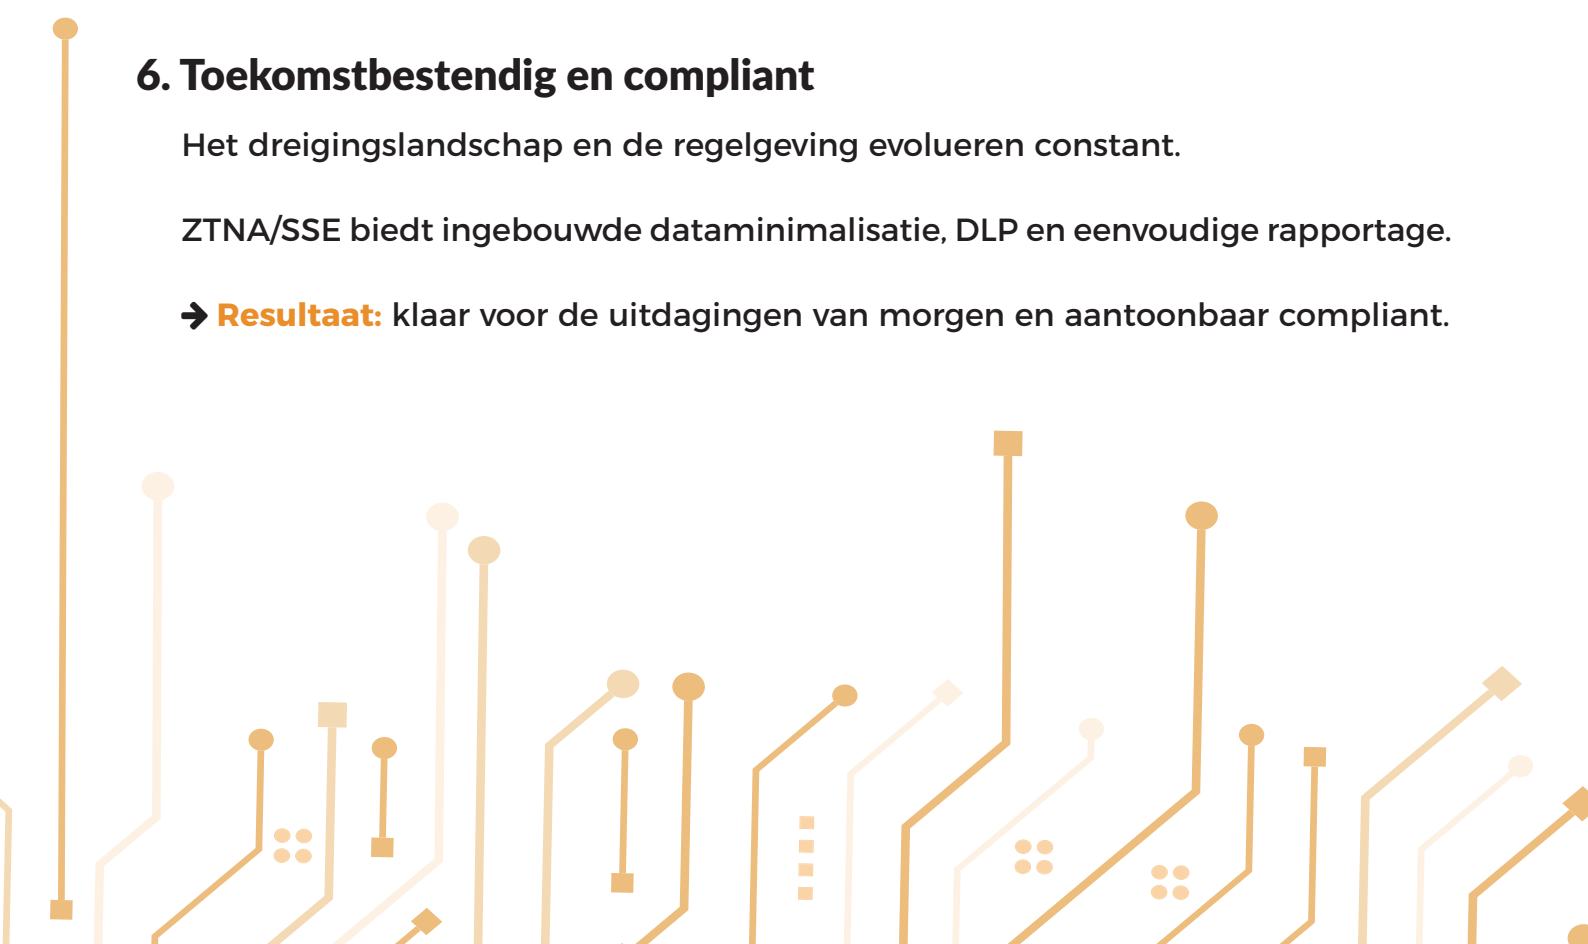 6. Toekomstbestendig en compliant
Het dreigingslandschap en de regelgeving evolueren constant.
ZTNA/SSE biedt ingebouwde dataminimalisatie, DLP en eenvoudige rapportage.
➔ Resultaat: klaar voor de uitdagingen van morgen en aantoonbaar compliant.